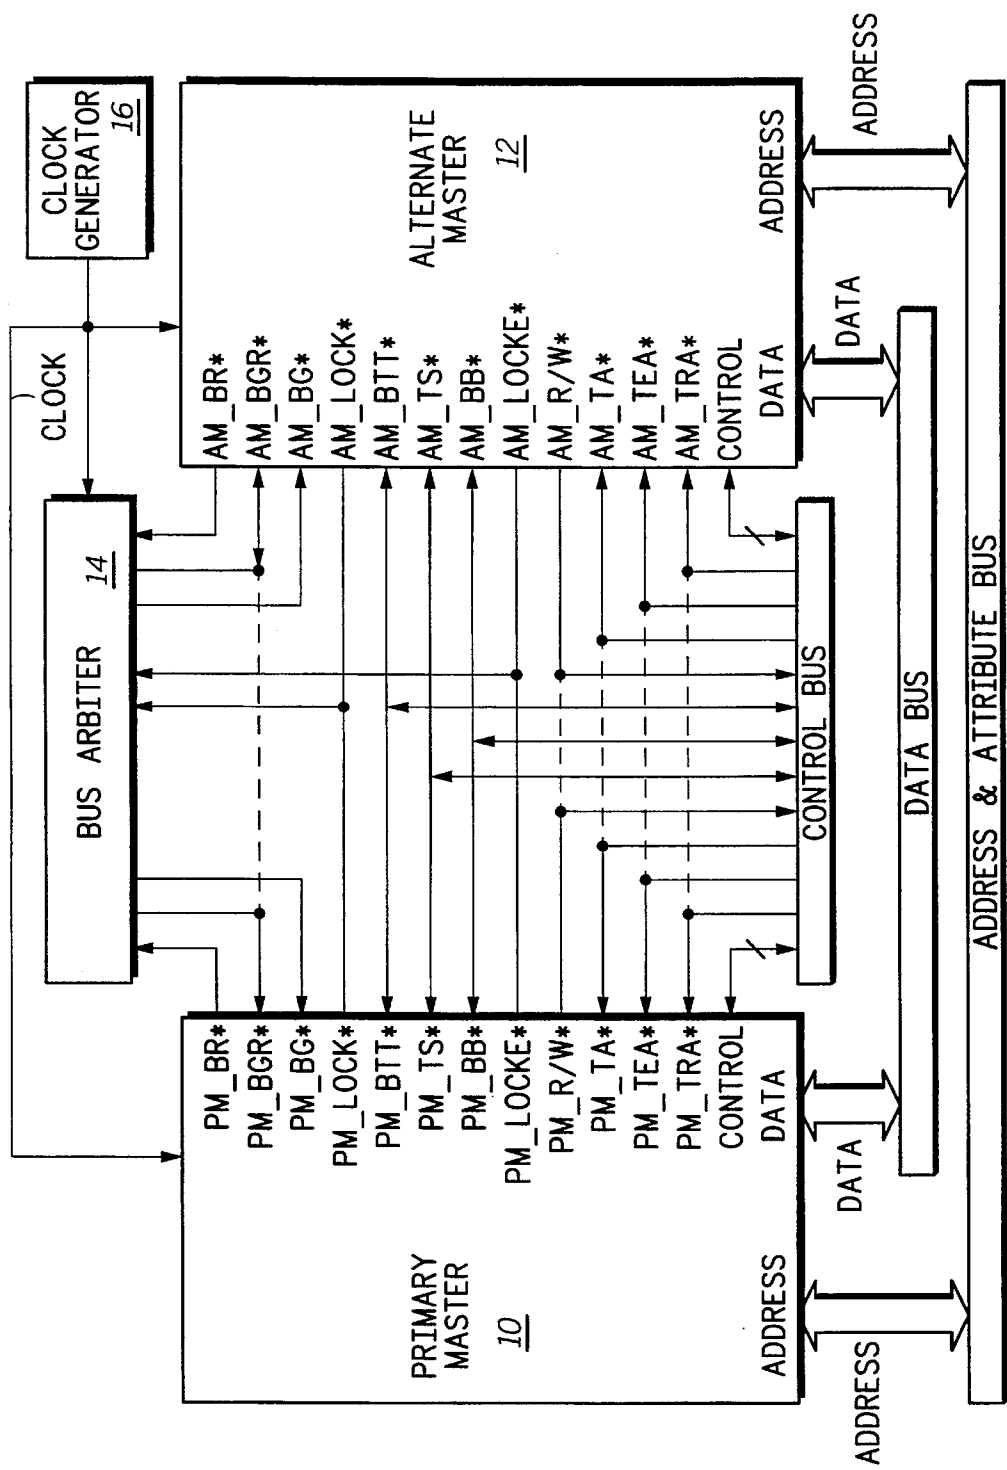 CLOCK
CLOCK
GENERATOR
16
BUS ARBITER
14
PRIMARY
MASTER
10
PM_BR*
PM_BGR*
PM_BG*
PM_LOCK*
PM_BTT*
PM_TS*
PM_BB*
PM_LOCKE*
PM_R/W*
PM_TA*
PM_TEA*
PM_TRA*
CONTROL
DATA
ADDRESS
AM_BR*
AM_BGR*
AM_BG*
AM_LOCK*
AM_BTT*
AM_TS*
AM_BB*
AM_LOCKE*
AM_R/W*
AM_TA*
AM_TEA*
AM_TRA*
CONTROL
DATA
ADDRESS
ALTERNATE
MASTER
12
CONTROL BUS
DATA
DATA
DATA BUS
ADDRESS
ADDRESS
ADDRESS & ATTRIBUTE BUS